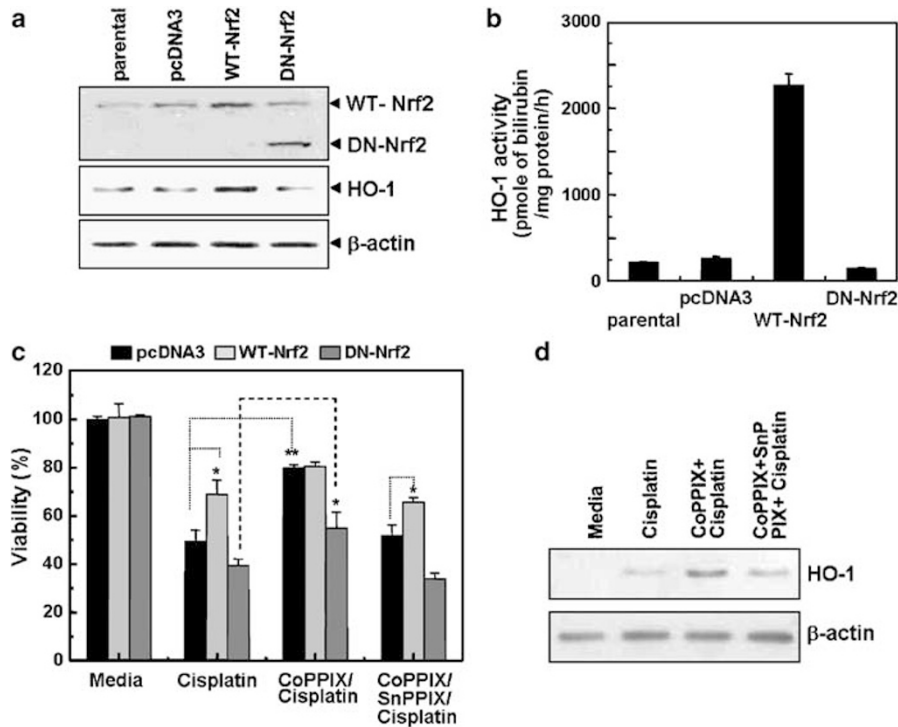 a
parental
pcDNA3
WT-Nrf2
DN-Nrf2
WT- Nrf2
DN-Nrf2
HO-1
β-actin
b
HO-1 activity
(pmole of bilirubin
/mg protein/h)
3000
2500
2000
1000
0
parental
pcDNA3
WT-Nrf2
DN-Nrf2
c
pcDNA3
WT-Nrf2
DN-Nrf2
Viability (%)
120
100
80
60
40
20
0
*
**
*
*
Media
Cisplatin
CoPPIX/
Cisplatin
CoPPIX/
SnPPIX/
Cisplatin
d
Media
Cisplatin
CoPPIX+
Cisplatin
CoPPIX+SnP
PIX+ Cisplatin
HO-1
β-actin